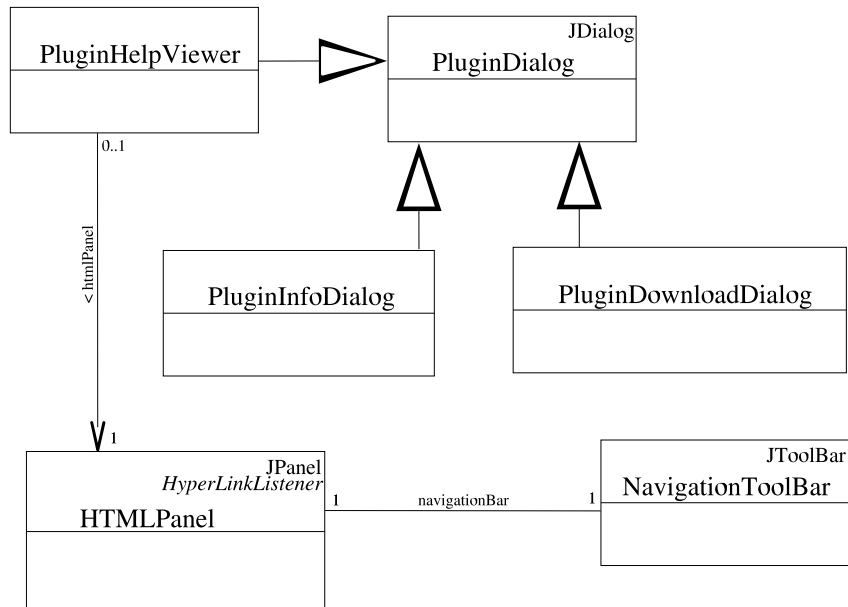 PluginHelpViewer
JDialog
PluginDialog
0..1
< htmlPanel
PluginInfoDialog
PluginDownloadDialog
1
JPanel
HyperLinkListener
HTMLPanel
1
navigationBar
1
JToolBar
NavigationToolBar